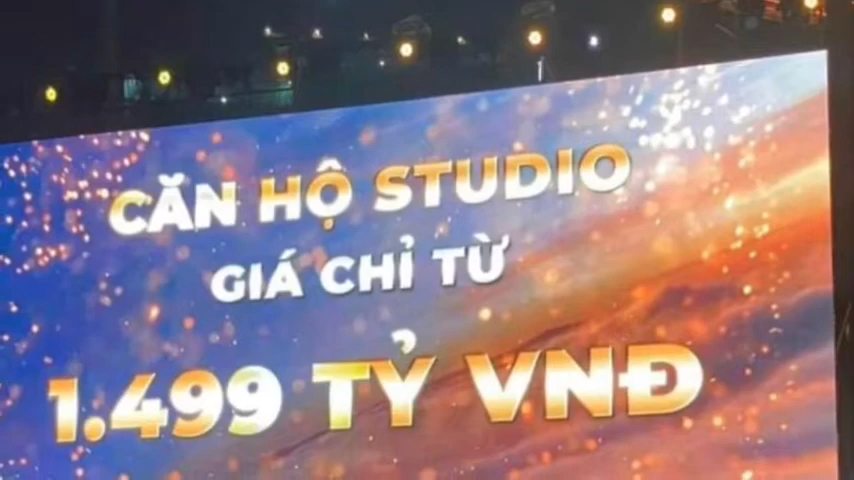 CĂN HỘ STUDIO
GIÁ CHỈ TỪ
1.499 TỶ VNĐ